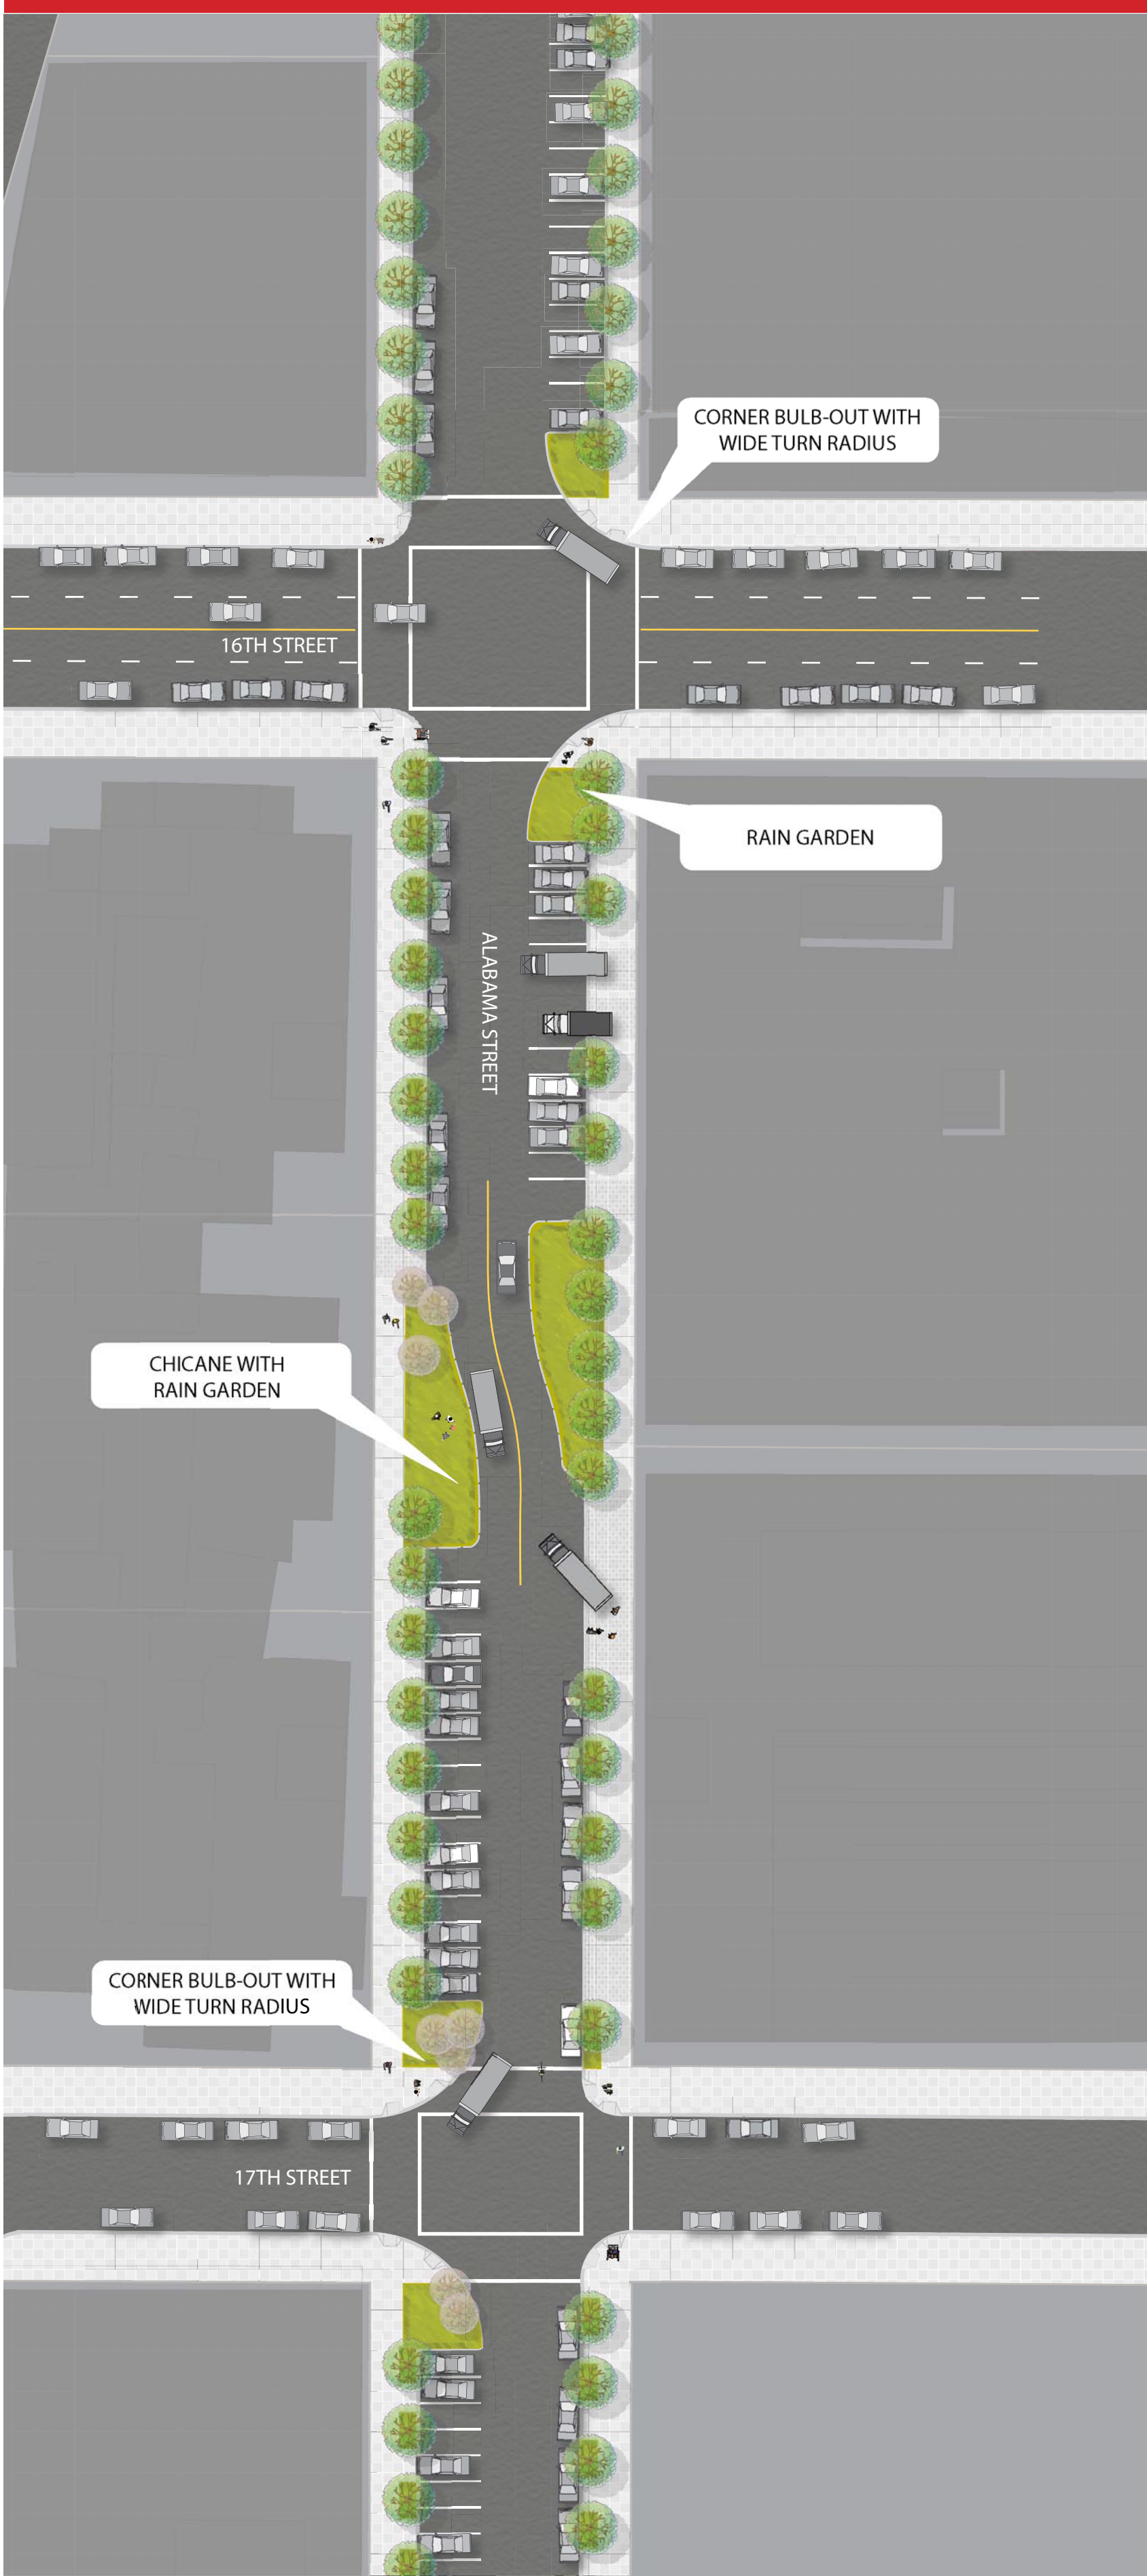 CORNER BULB-OUT WITH
WIDE TURN RADIUS
16TH STREET
RAIN GARDEN
ALABAMA STREET
CHICANE WITH
RAIN GARDEN
CORNER BULB-OUT WITH
WIDE TURN RADIUS
17TH STREET